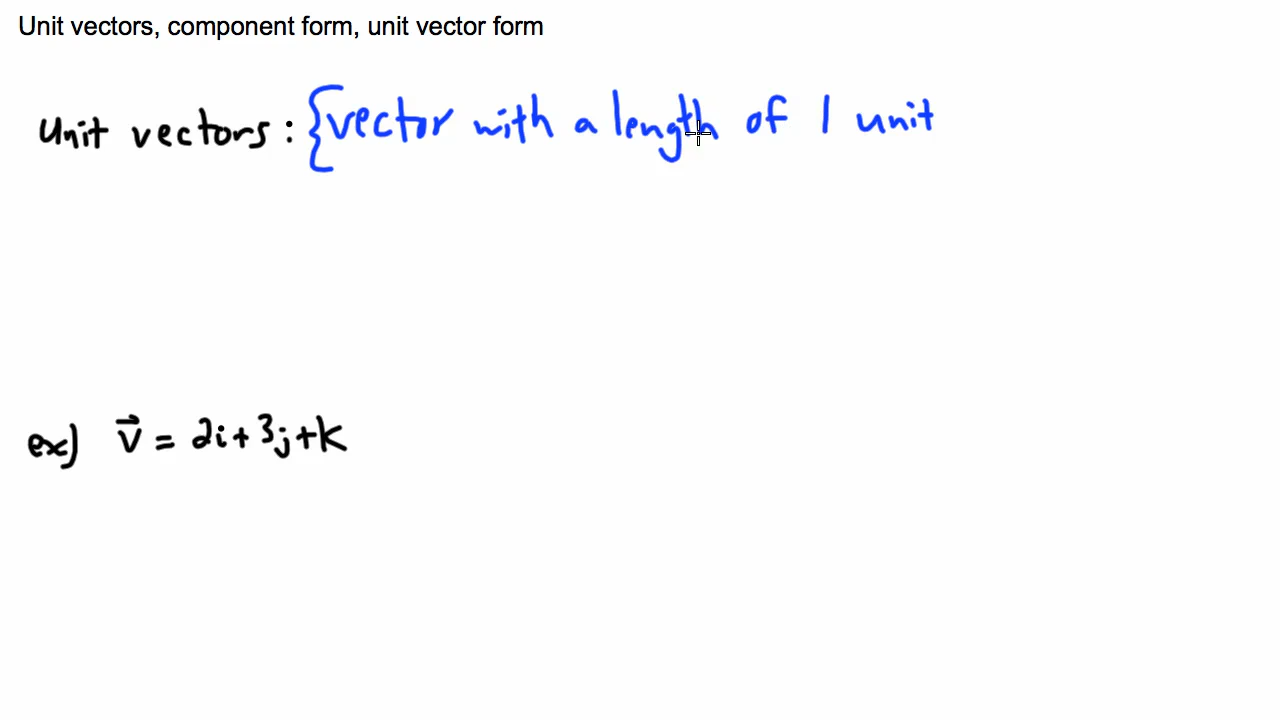 Unit vectors, component form, unit vector form
Unit vectors: {vector with a length of 1 unit
ex) v⃗ = 2i+3j+k